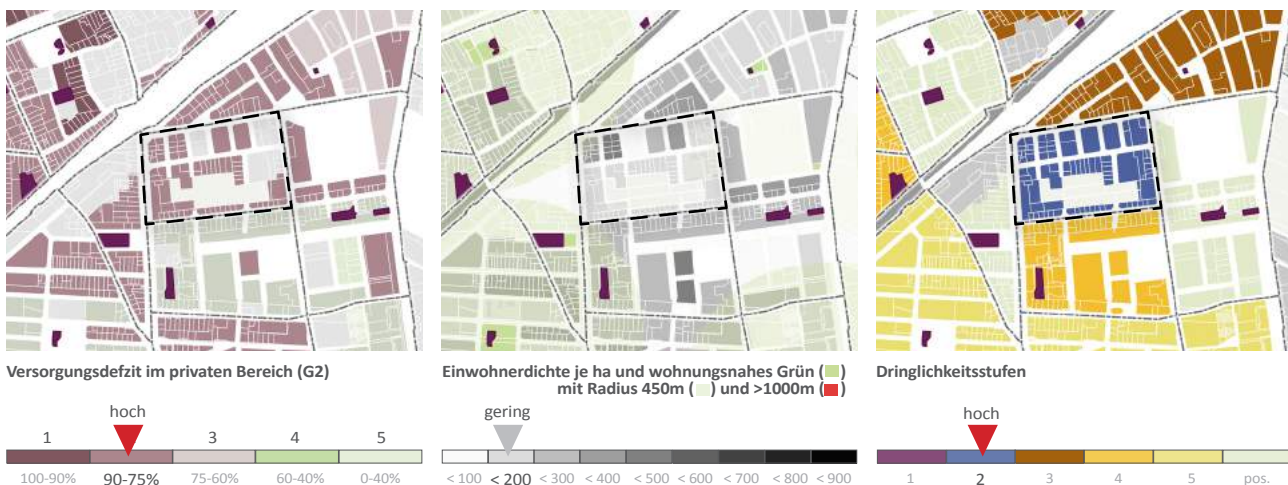 Versorgungsdefzit im privaten Bereich (G2)
hoch
1 3 4 5
100-90% 90-75% 75-60% 60-40% 0-40%
Einwohnerdichte je ha und wohnungsnahes Grün ( )
mit Radius 450m ( ) und >1000m ( )
gering
< 100 < 200 < 300 < 400 < 500 < 600 < 700 < 800 < 900
Dringlichkeitsstufen
hoch
1 2 3 4 5 pos.